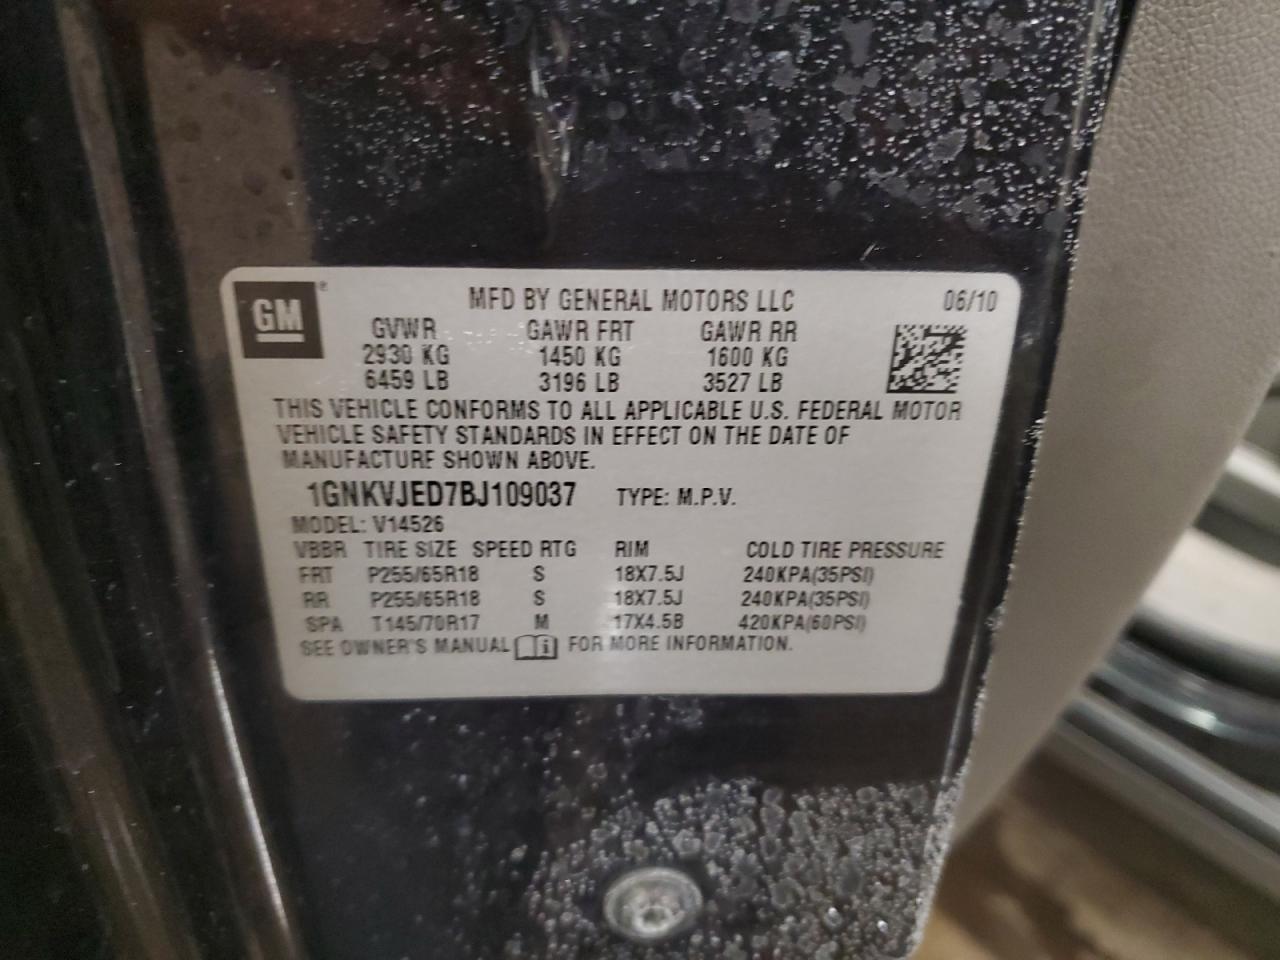 GM® MFD BY GENERAL MOTORS LLC 06/10
GVWR GAWR FRT GAWR RR
2930 KG 1450 KG 1600 KG
6459 LB 3196 LB 3527 LB
THIS VEHICLE CONFORMS TO ALL APPLICABLE U.S. FEDERAL MOTOR
VEHICLE SAFETY STANDARDS IN EFFECT ON THE DATE OF
MANUFACTURE SHOWN ABOVE.
1GNKVJED7BJ109037 TYPE: M.P.V.
MODEL: V14526
VBBR TIRE SIZE SPEED RTG RIM COLD TIRE PRESSURE
FRT P255/65R18 S 18X7.5J 240KPA(35PSI)
RR P255/65R18 S 18X7.5J 240KPA(35PSI)
SPA T145/70R17 M 17X4.5B 420KPA(60PSI)
SEE OWNER'S MANUAL i FOR MORE INFORMATION.